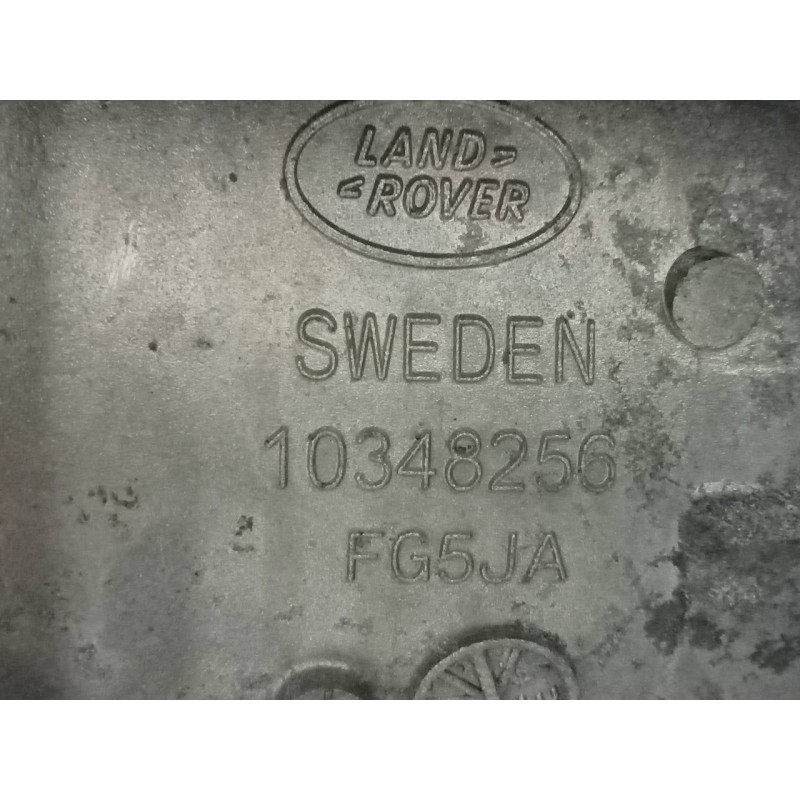 LAND
ROVER
SWEDEN
10348256
FG5JA